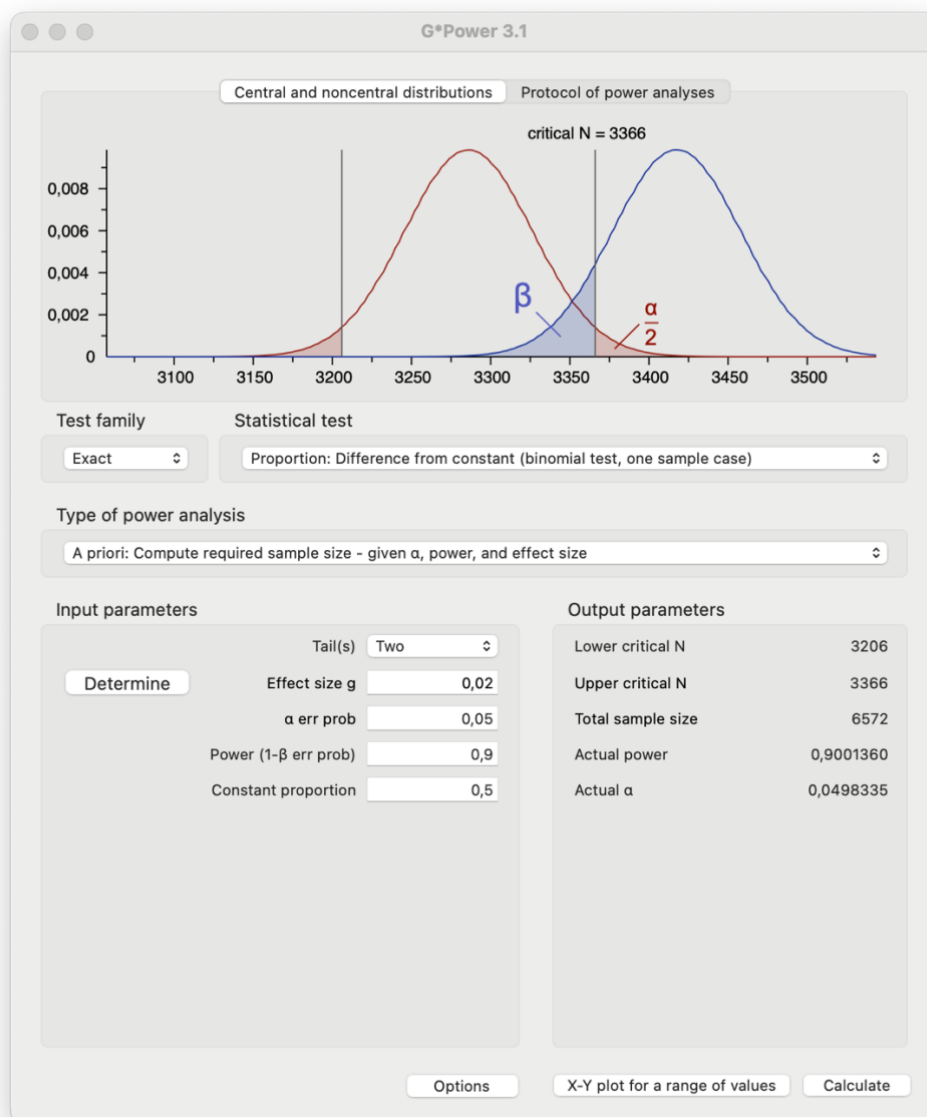 G*Power 3.1
Central and noncentral distributions Protocol of power analyses
critical N = 3366
0,008
0,006
0,004
0,002
0
β
α
2
3100 3150 3200 3250 3300 3350 3400 3450 3500
Test family Statistical test
Exact Proportion: Difference from constant (binomial test, one sample case)
Type of power analysis
A priori: Compute required sample size - given α, power, and effect size
Input parameters Output parameters
Tail(s) Two Lower critical N 3206
Determine Effect size g 0,02 Upper critical N 3366
α err prob 0,05 Total sample size 6572
Power (1-β err prob) 0,9 Actual power 0,9001360
Constant proportion 0,5 Actual α 0,0498335
Options X-Y plot for a range of values Calculate